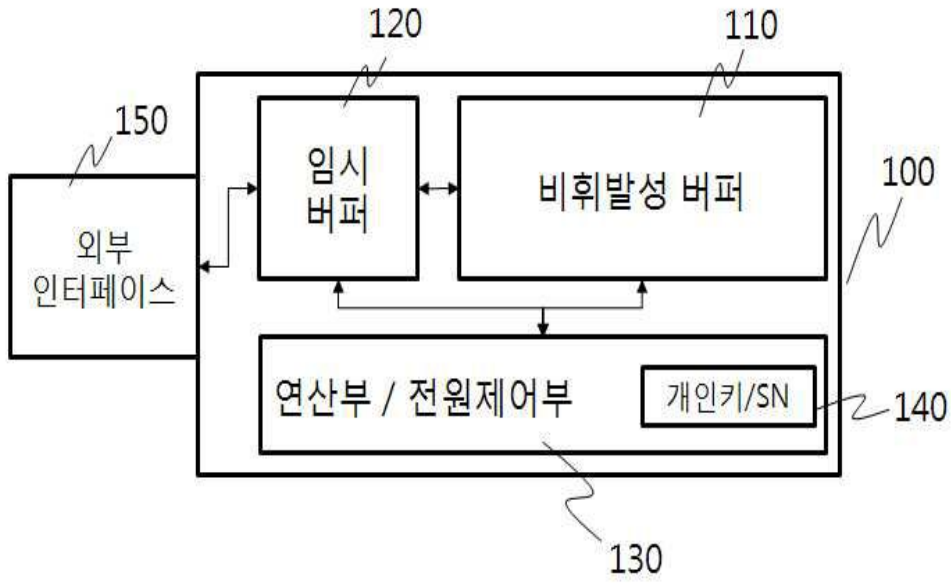 120
110
150
임시
버퍼
비휘발성 버퍼
100
외부
인터페이스
연산부 / 전원제어부
개인키/SN
140
130